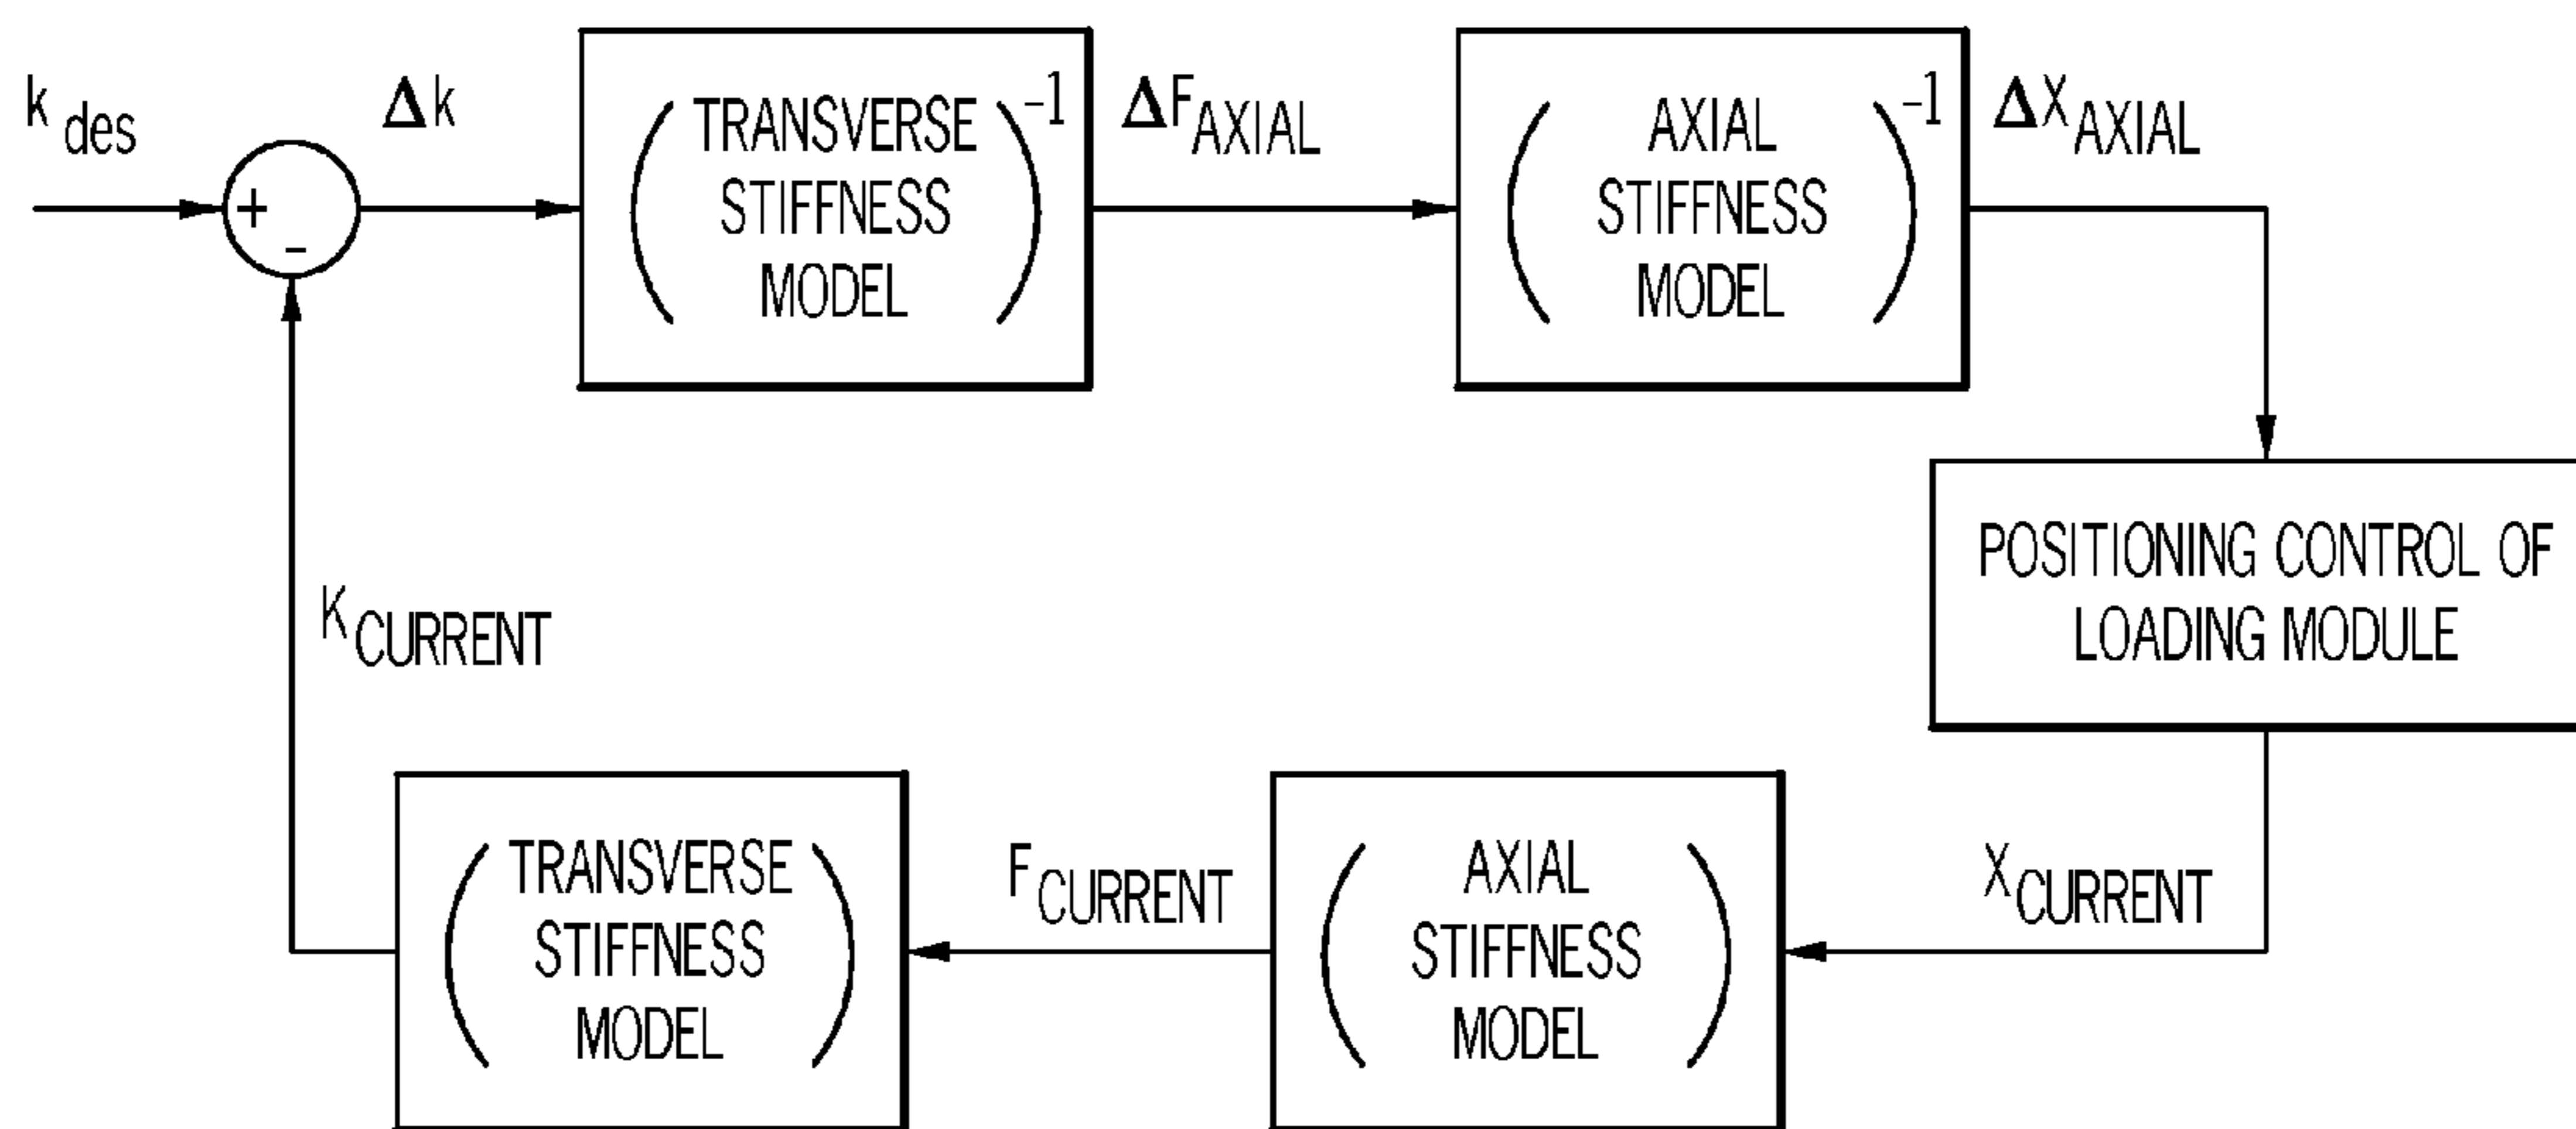 k des
Δk
+
-
( TRANSVERSE
STIFFNESS
MODEL ) -1
ΔF AXIAL
( AXIAL
STIFFNESS
MODEL ) -1
ΔX AXIAL
POSITIONING CONTROL OF
LOADING MODULE
X CURRENT
( AXIAL
STIFFNESS
MODEL )
F CURRENT
( TRANSVERSE
STIFFNESS
MODEL )
K CURRENT